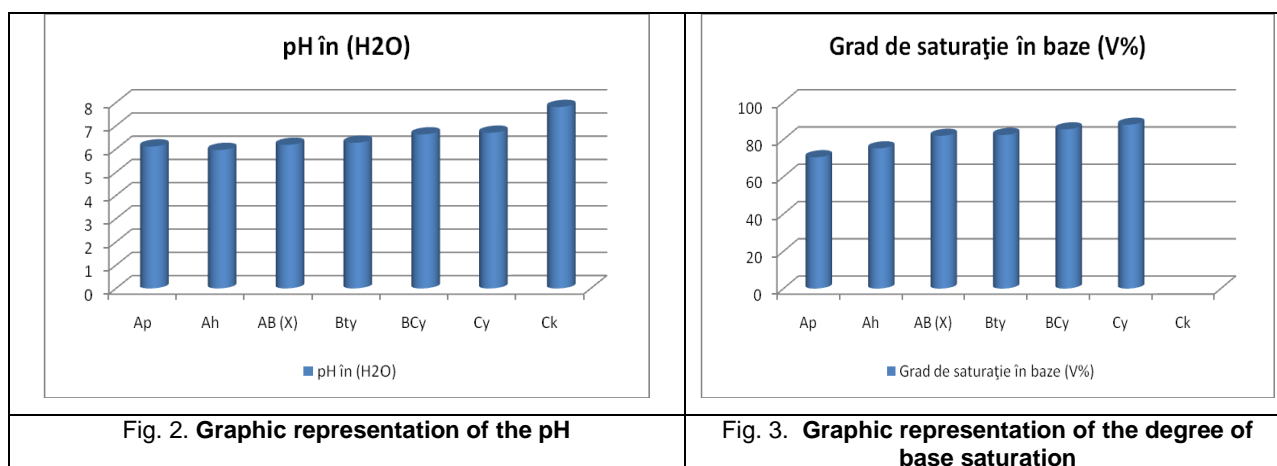 pH în (H2O)
8
7
6
5
4
3
2
1
0
Ap Ah AB (X) Bty BCy Cy Ck
pH în (H2O)
Grad de saturaţie în baze (V%)
100
80
60
40
20
0
Ap Ah AB (X) Bty BCy Cy Ck
Grad de saturaţie în baze (V%)
Fig. 2. Graphic representation of the pH
Fig. 3. Graphic representation of the degree of
base saturation